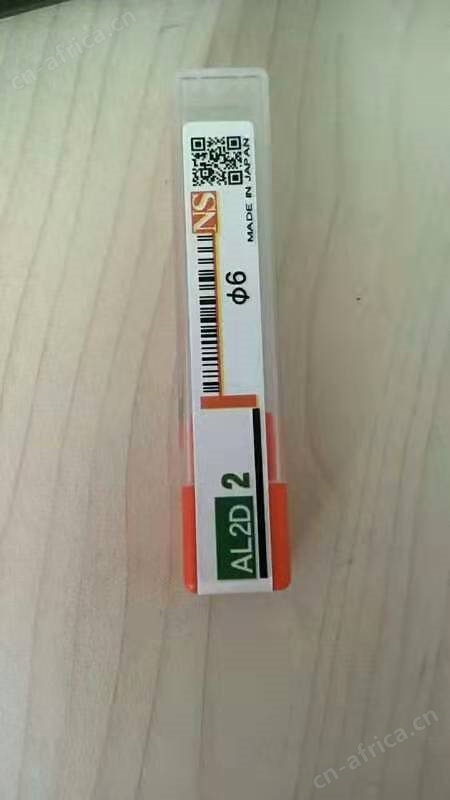 cn-africa.cn
NS
MADE IN JAPAN
φ6
AL2D 2
cn-africa.cn